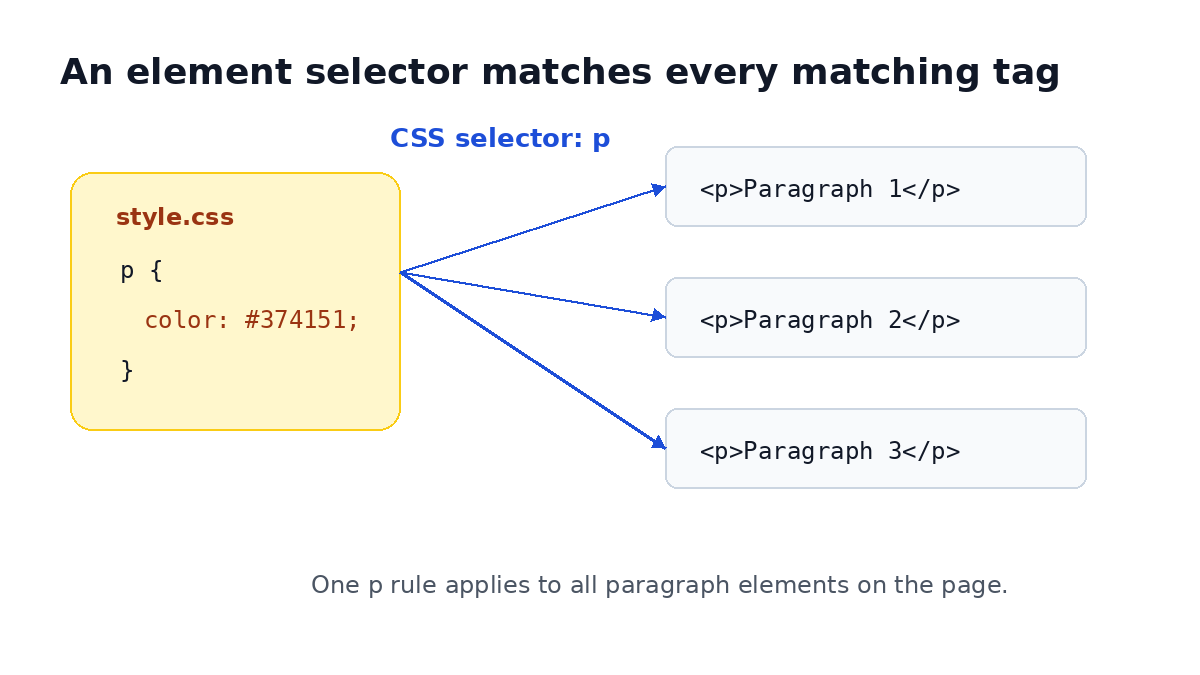 An element selector matches every matching tag
CSS selector: p
style.css
p {
color: #374151;
}
<p>Paragraph 1</p>
<p>Paragraph 2</p>
<p>Paragraph 3</p>
One p rule applies to all paragraph elements on the page.